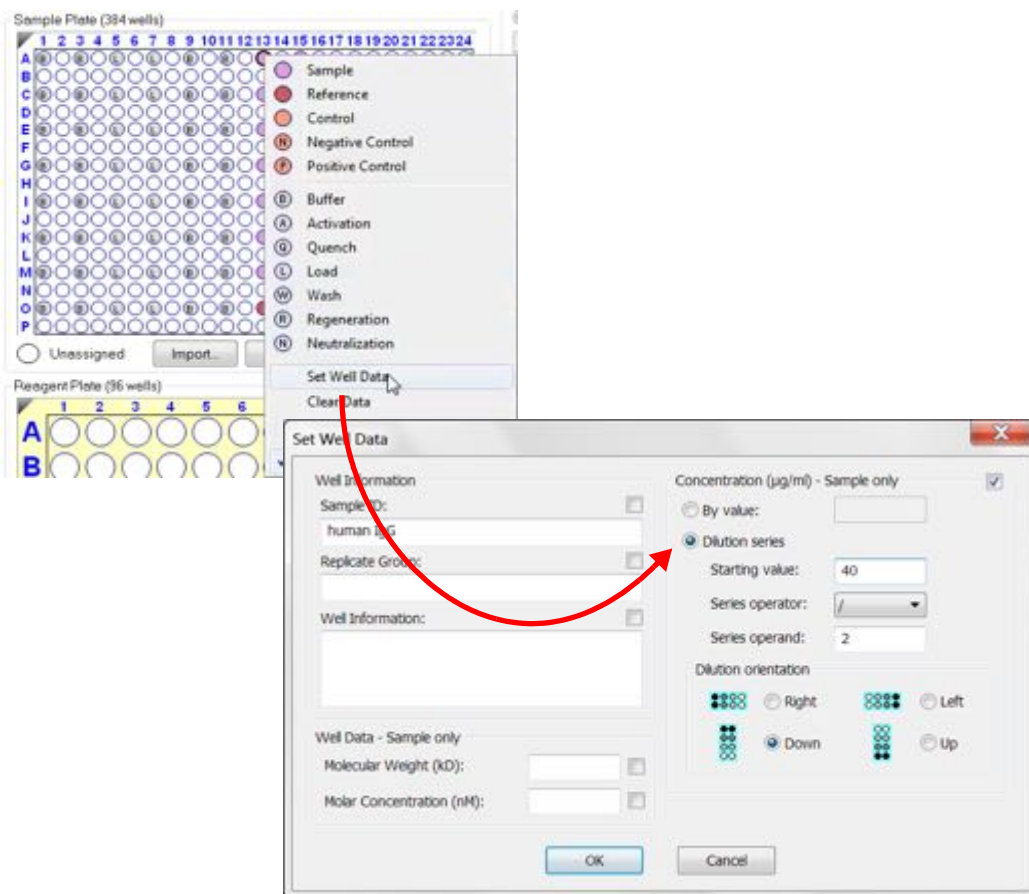 Sample Plate (384 wells)
1 2 3 4 5 6 7 8 9 10 11 12 13 14 15 16 17 18 19 20 21 22 23 24
A
B
C
D
E
F
G
H
I
J
K
L
M
N
O
P
Sample
Reference
Control
N Negative Control
P Positive Control
B Buffer
A Activation
Q Quench
L Load
W Wash
R Regeneration
N Neutralization
Set Well Data
Clear Data
Unassigned
Import...
Reagent Plate (96 wells)
1 2 3 4 5 6
A
B
Set Well Data
Well Information
Sample ID:
human IgG
Replicate Group:
Well Information:
Well Data - Sample only
Molecular Weight (kD):
Molar Concentration (nM):
Concentration (µg/ml) - Sample only
By value:
Dilution series
Starting value: 40
Series operator: /
Series operand: 2
Dilution orientation
Right
Left
Down
Up
OK
Cancel